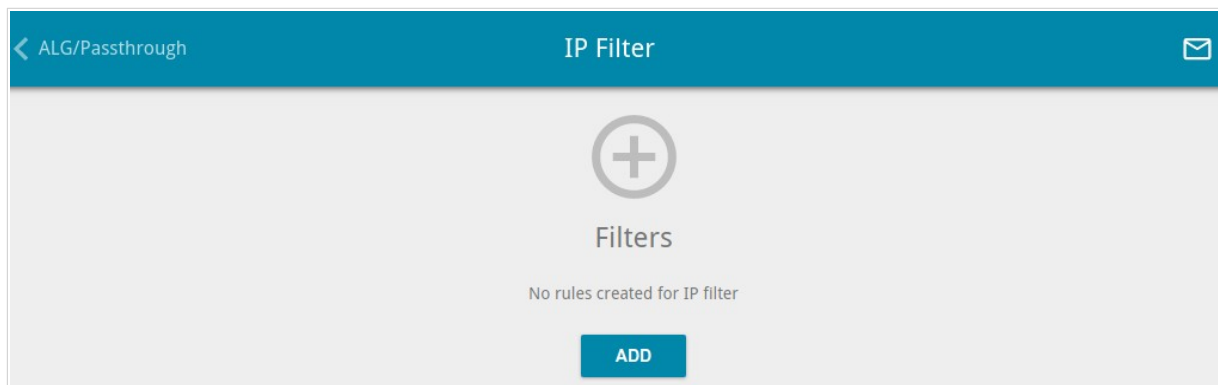 ALG/Passthrough
IP Filter
Filters
No rules created for IP filter
ADD